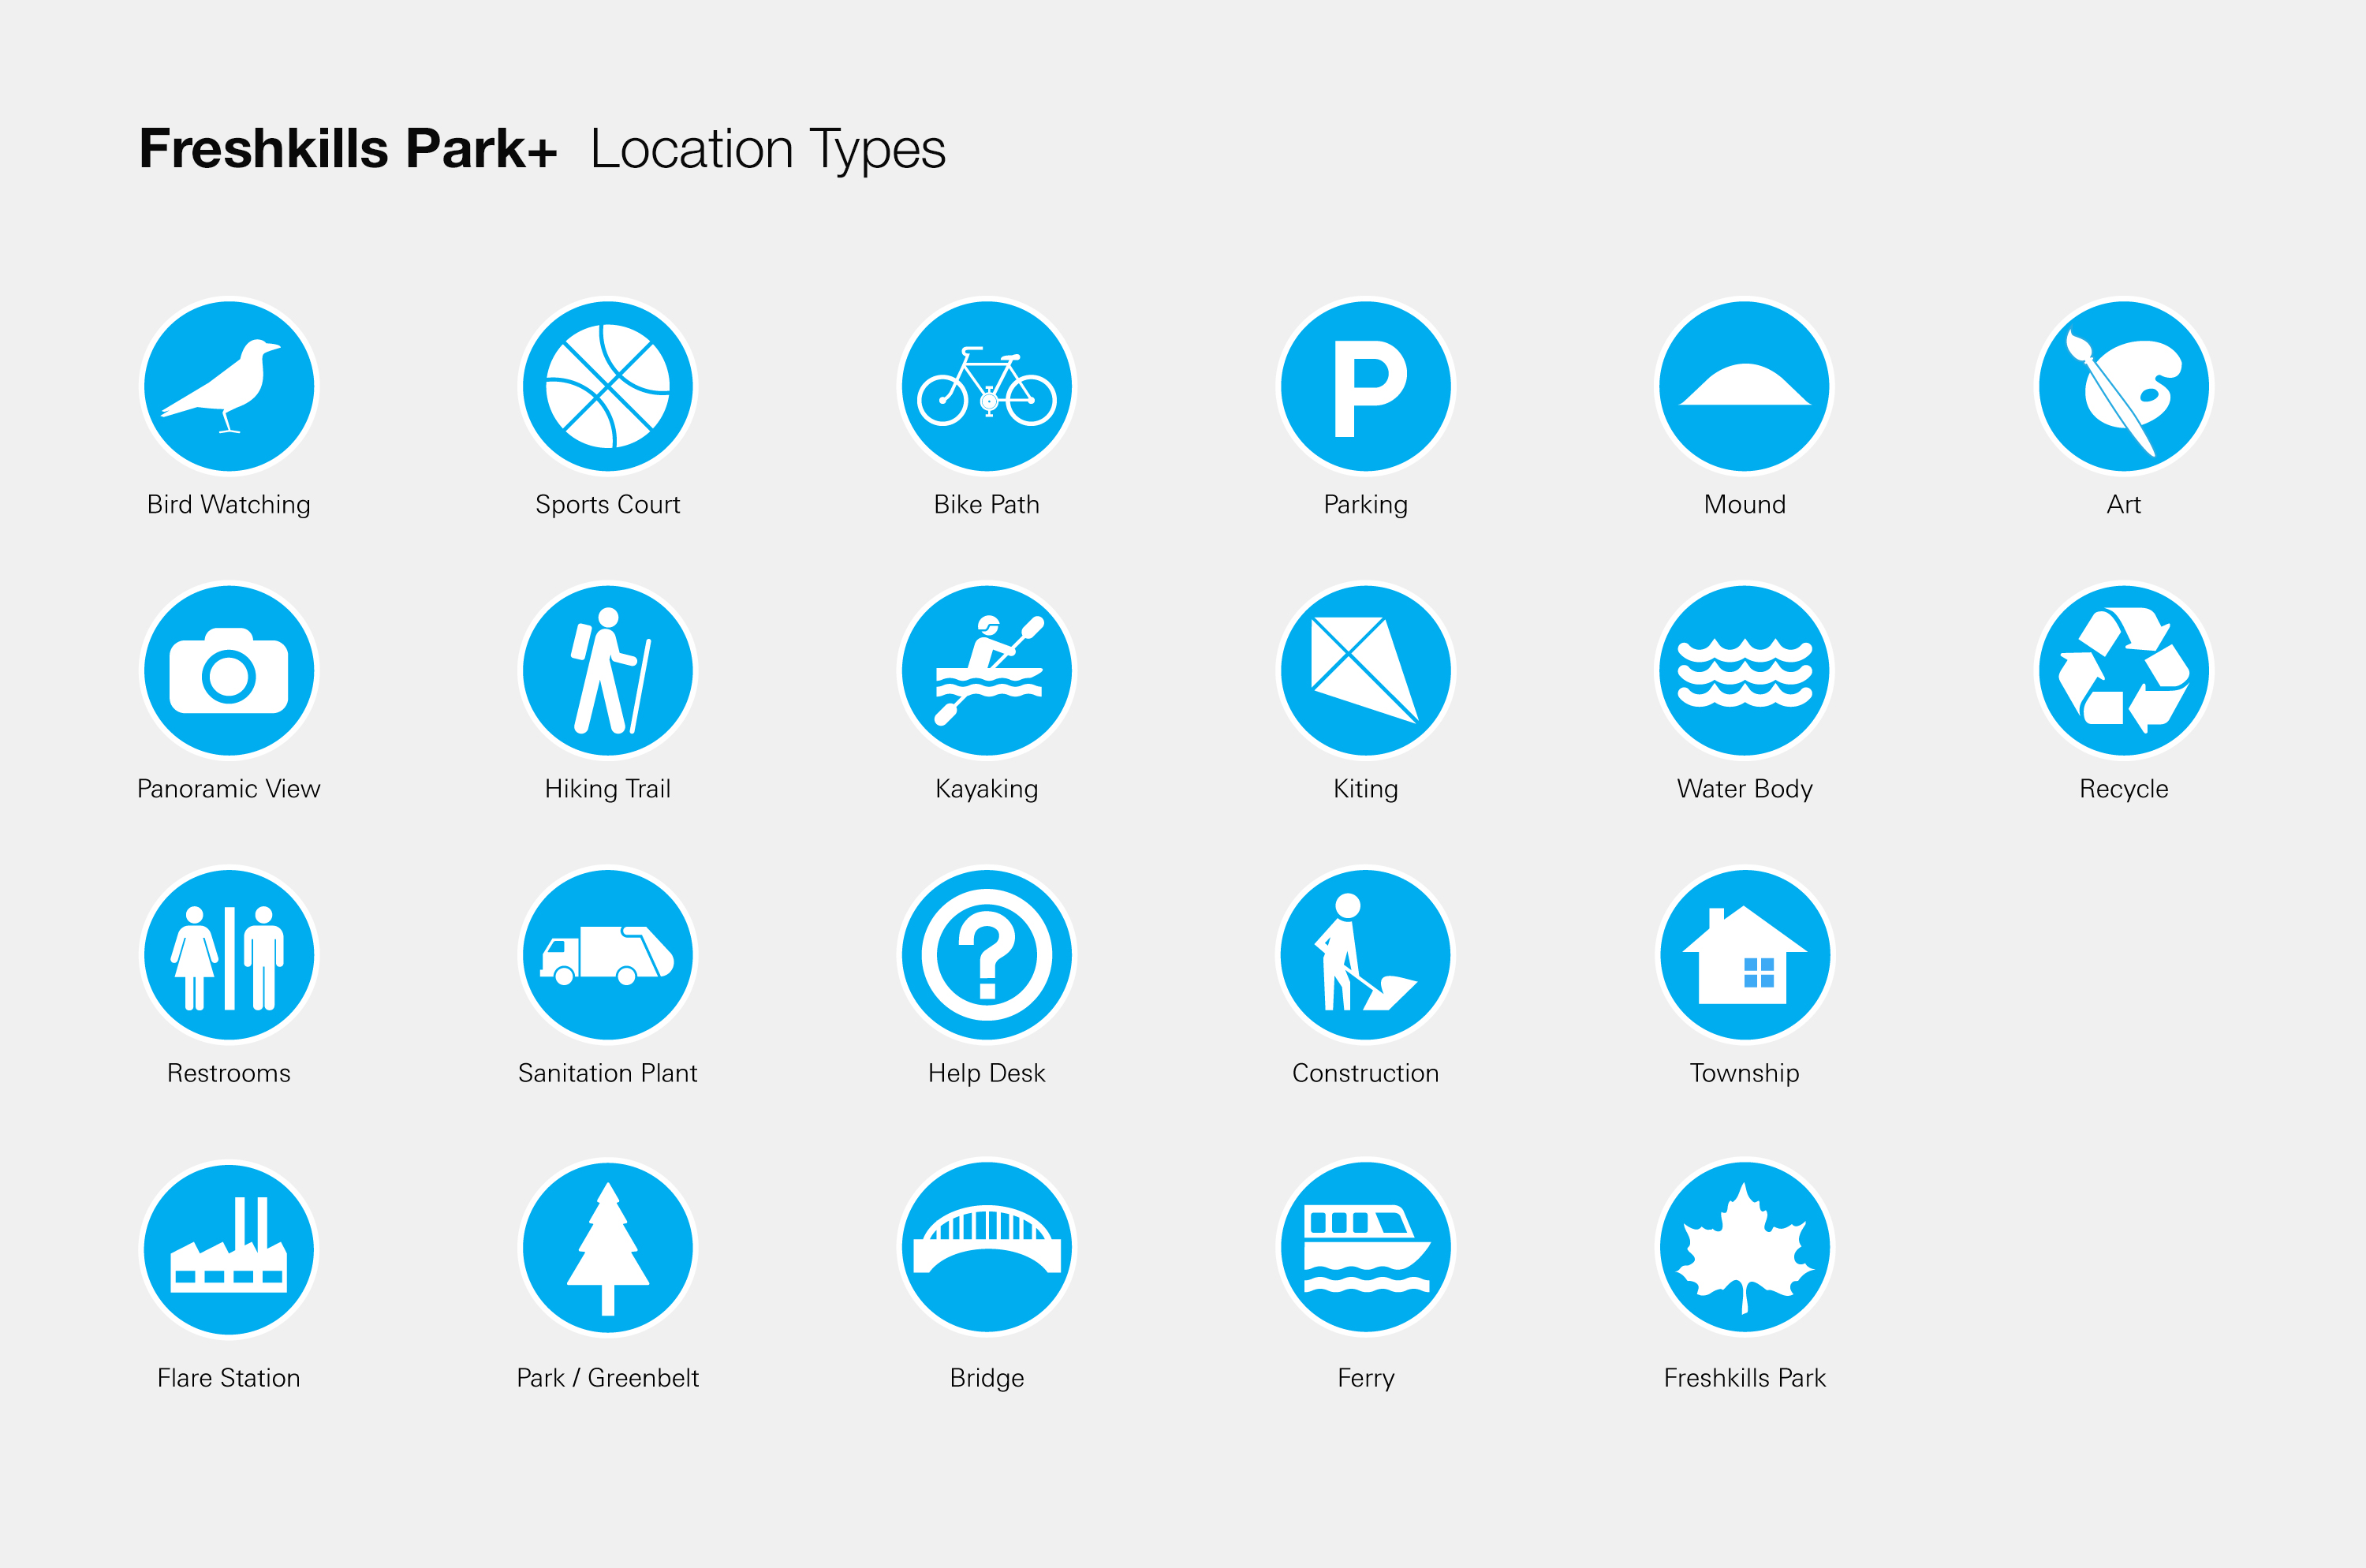 Freshkills Park+ Location Types
P
Bird Watching
Sports Court
Bike Path
Parking
Mound
Art
Panoramic View
Hiking Trail
Kayaking
Kiting
Water Body
Recycle
?
Restrooms
Sanitation Plant
Help Desk
Construction
Township
Flare Station
Park / Greenbelt
Bridge
Ferry
Freshkills Park